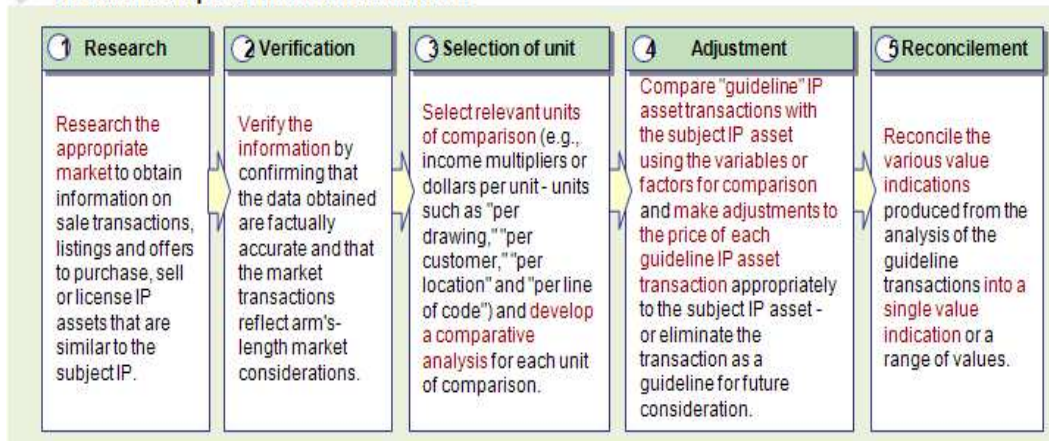 1 Research
Research the
appropriate
market to obtain
information on
sale transactions,
listings and offers
to purchase, sell
or license IP
assets that are
similar to the
subject IP.
2 Verification
Verify the
information by
confirming that
the data obtained
are factually
accurate and that
the market
transactions
reflect arm's-
length market
considerations.
3 Selection of unit
Select relevant units
of comparison (e.g.,
income multipliers or
dollars per unit - units
such as "per
drawing," "per
customer," "per
location" and "per line
of code") and develop
a comparative
analysis for each unit
of comparison.
4 Adjustment
Compare "guideline" IP
asset transactions with
the subject IP asset
using the variables or
factors for comparison
and make adjustments to
the price of each
guideline IP asset
transaction appropriately
to the subject IP asset -
or eliminate the
transaction as a
guideline for future
consideration.
5 Reconcilement
Reconcile the
various value
indications
produced from the
analysis of the
guideline
transactions into a
single value
indication or a
range of values.